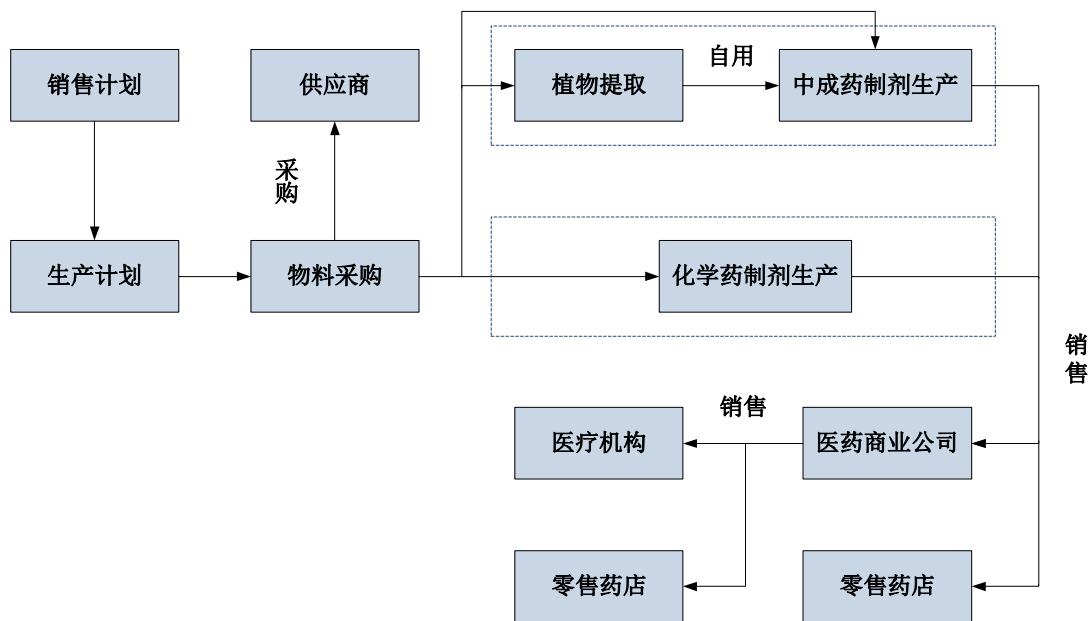 销售计划
供应商
植物提取
自用
中成药制剂生产
采购
生产计划
物料采购
化学药制剂生产
销售
医疗机构
销售
医药商业公司
零售药店
零售药店